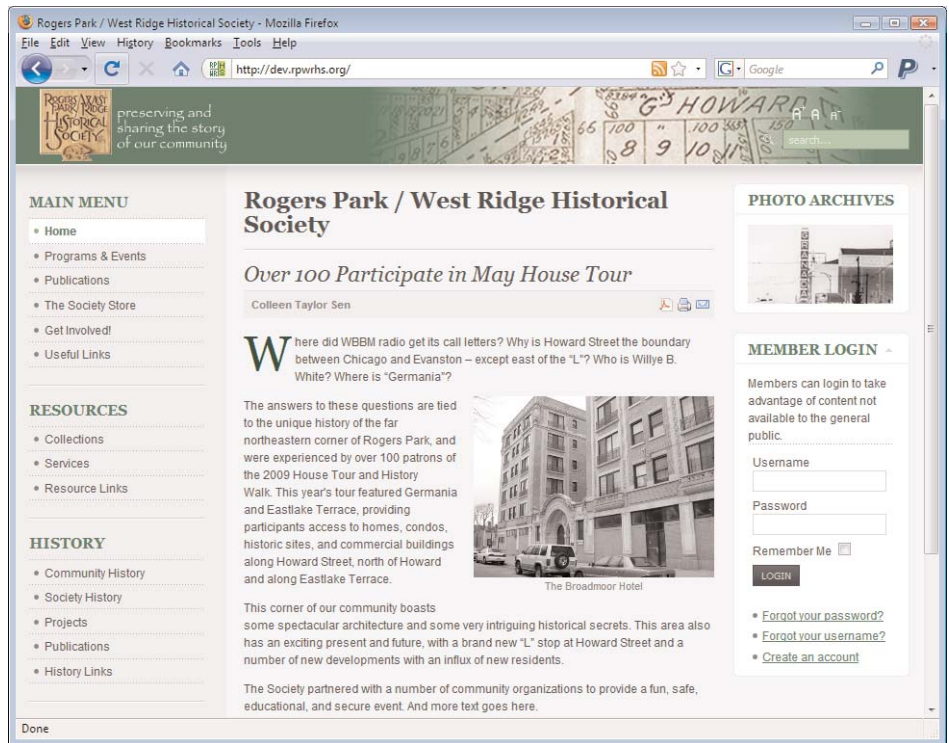 Rogers Park / West Ridge Historical Society - Mozilla Firefox
File Edit View History Bookmarks Tools Help
http://dev.rpwrhs.org/
Google
ROGERS PARK / WEST RIDGE HISTORICAL SOCIETY
preserving and
sharing the story
of our community
HOWARD
66 100 " 100 150
8 9 10
A A A
search...
MAIN MENU
Home
Programs & Events
Publications
The Society Store
Get Involved!
Useful Links
RESOURCES
Collections
Services
Resource Links
HISTORY
Community History
Society History
Projects
Publications
History Links
Rogers Park / West Ridge Historical
Society
Over 100 Participate in May House Tour
Colleen Taylor Sen
Where did WBBM radio get its call letters? Why is Howard Street the boundary
between Chicago and Evanston – except east of the “L”? Who is Willye B.
White? Where is “Germania”?
The answers to these questions are tied
to the unique history of the far
northeastern corner of Rogers Park, and
were experienced by over 100 patrons of
the 2009 House Tour and History
Walk. This year's tour featured Germania
and Eastlake Terrace, providing
participants access to homes, condos,
historic sites, and commercial buildings
along Howard Street, north of Howard
and along Eastlake Terrace.
The Broadmoor Hotel
This corner of our community boasts
some spectacular architecture and some very intriguing historical secrets. This area also
has an exciting present and future, with a brand new “L” stop at Howard Street and a
number of new developments with an influx of new residents.
The Society partnered with a number of community organizations to provide a fun, safe,
educational, and secure event. And more text goes here.
PHOTO ARCHIVES
MEMBER LOGIN
Members can login to take
advantage of content not
available to the general
public.
Username
Password
Remember Me
LOGIN
Forgot your password?
Forgot your username?
Create an account
Done